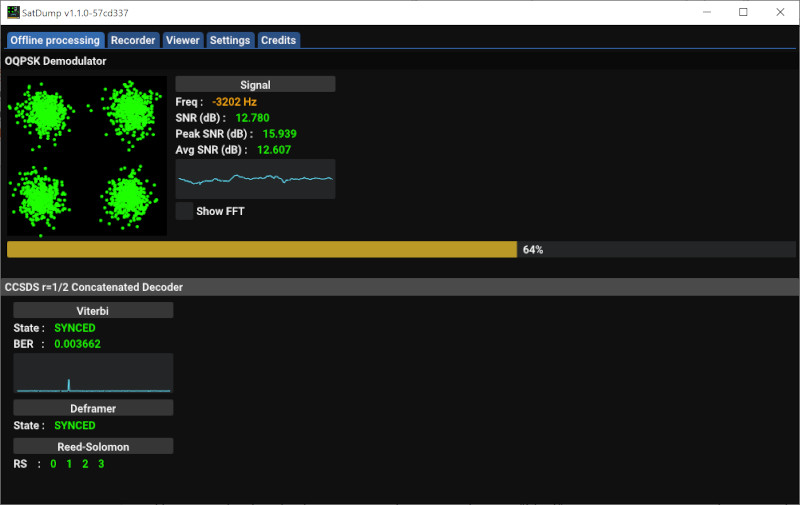 SatDump v1.1.0-57cd337
Offline processing Recorder Viewer Settings Credits
OQPSK Demodulator
Signal
Freq : -3202 Hz
SNR (dB) : 12.780
Peak SNR (dB) : 15.939
Avg SNR (dB) : 12.607
Show FFT
64%
CCSDS r=1/2 Concatenated Decoder
Viterbi
State : SYNCED
BER : 0.003662
Deframer
State : SYNCED
Reed-Solomon
RS : 0 1 2 3